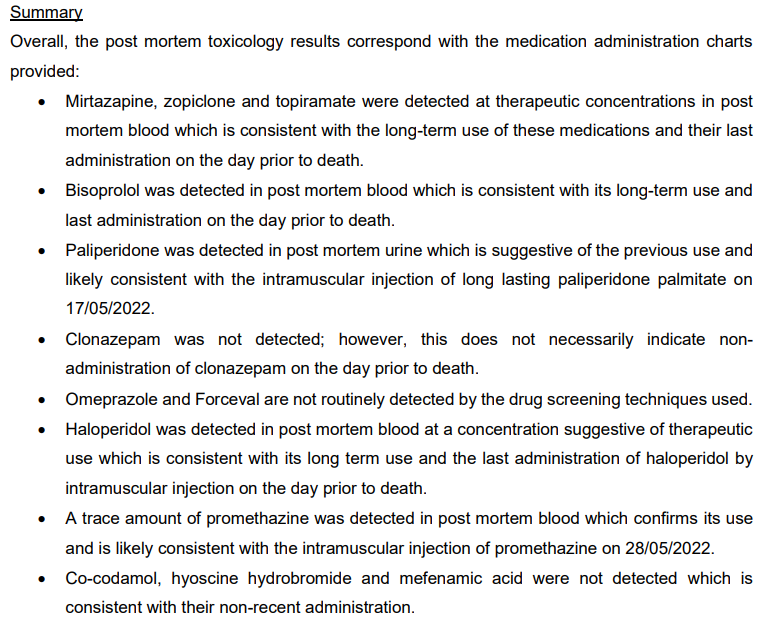 Summary
Overall, the post mortem toxicology results correspond with the medication administration charts
provided:
• Mirtazapine, zopiclone and topiramate were detected at therapeutic concentrations in post
mortem blood which is consistent with the long-term use of these medications and their last
administration on the day prior to death.
• Bisoprolol was detected in post mortem blood which is consistent with its long-term use and
last administration on the day prior to death.
• Paliperidone was detected in post mortem urine which is suggestive of the previous use and
likely consistent with the intramuscular injection of long lasting paliperidone palmitate on
17/05/2022.
• Clonazepam was not detected; however, this does not necessarily indicate non-
administration of clonazepam on the day prior to death.
• Omeprazole and Forceval are not routinely detected by the drug screening techniques used.
• Haloperidol was detected in post mortem blood at a concentration suggestive of therapeutic
use which is consistent with its long term use and the last administration of haloperidol by
intramuscular injection on the day prior to death.
• A trace amount of promethazine was detected in post mortem blood which confirms its use
and is likely consistent with the intramuscular injection of promethazine on 28/05/2022.
• Co-codamol, hyoscine hydrobromide and mefenamic acid were not detected which is
consistent with their non-recent administration.